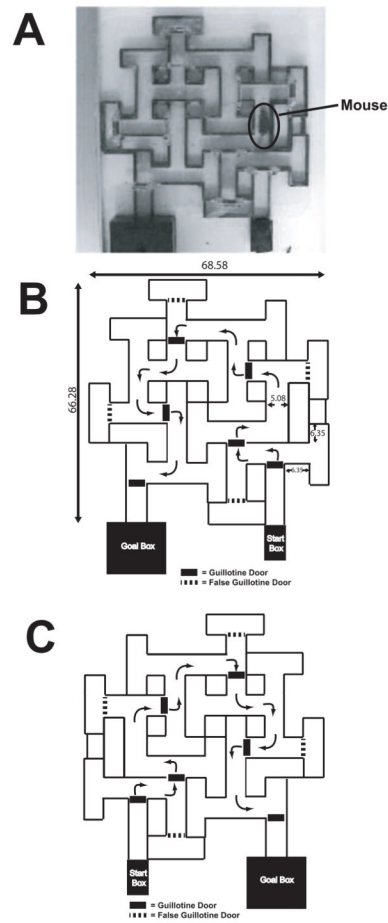 A
Mouse
B
68.58
66.28
5.08
6.35
6.35
Goal Box
Start
Box
= Guillotine Door
= False Guillotine Door
C
Start
Box
Goal Box
= Guillotine Door
= False Guillotine Door